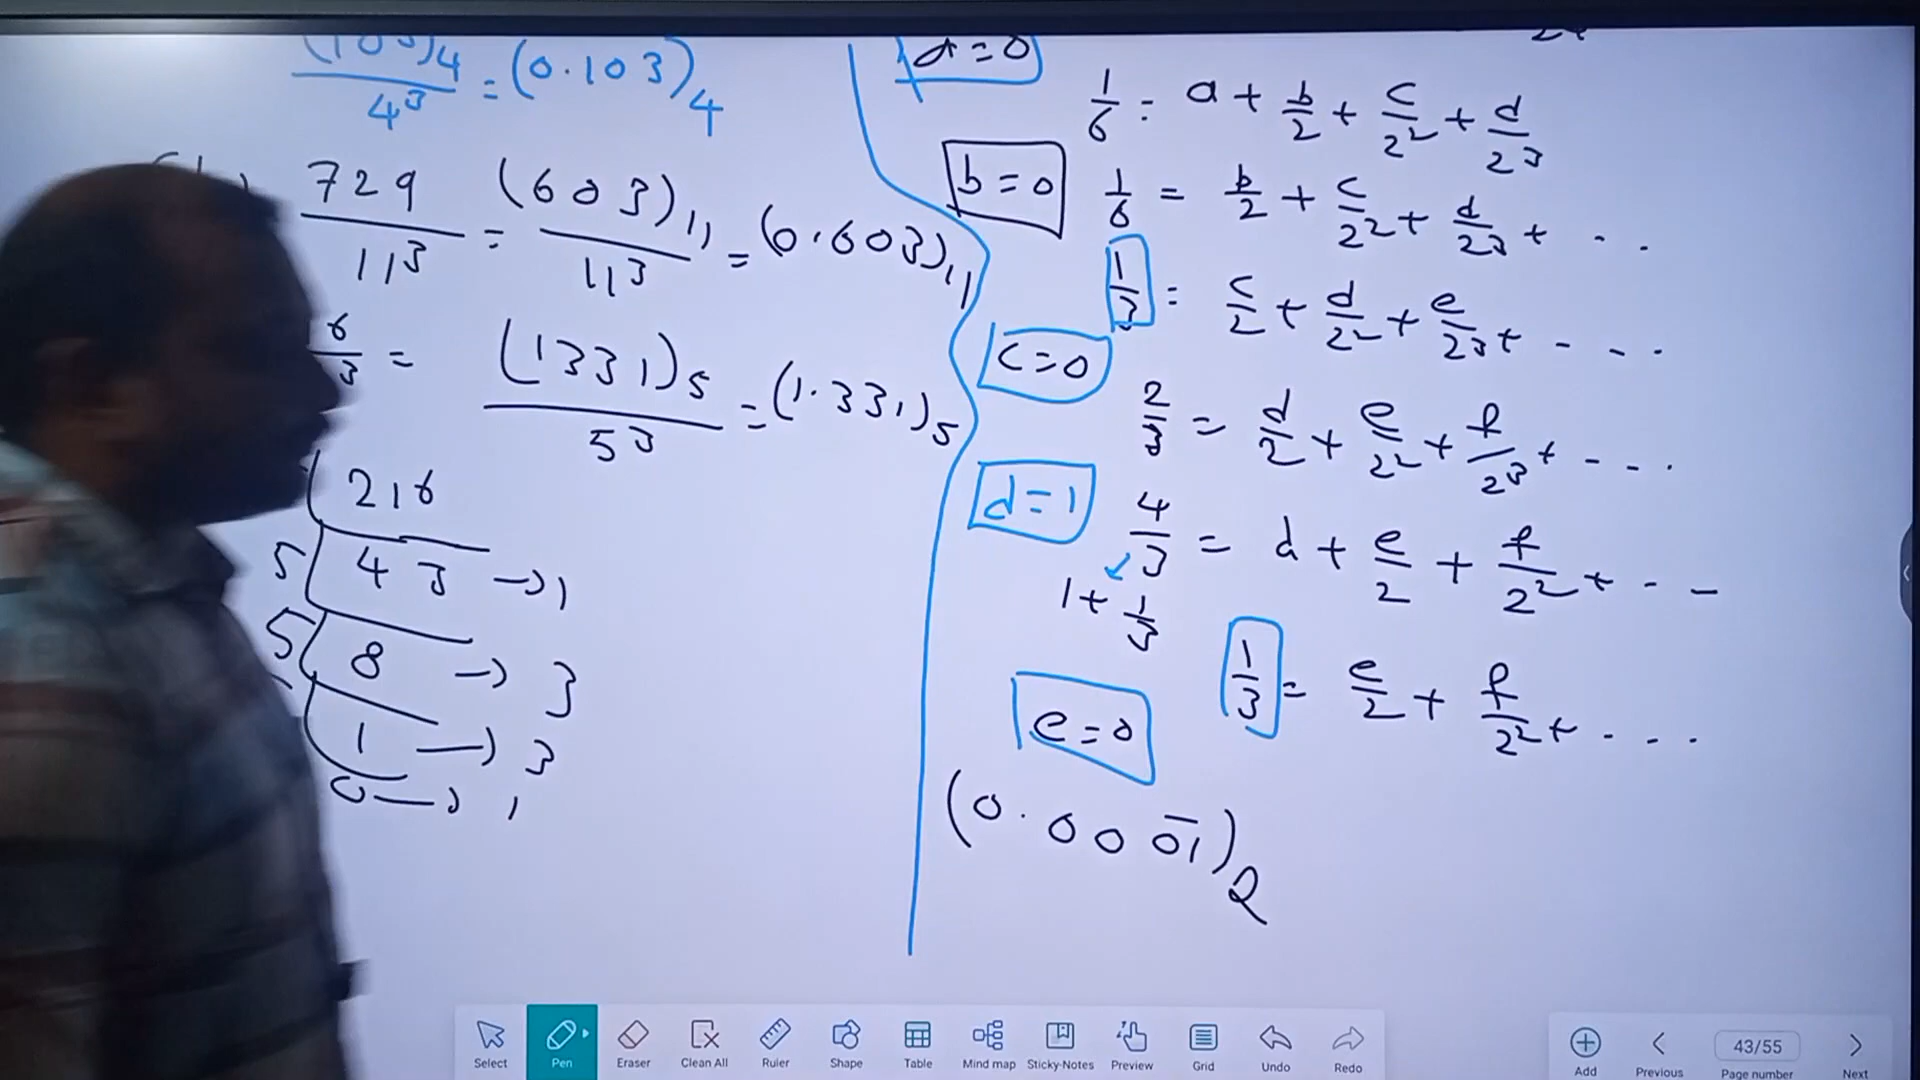 (103)₄/4³ = (0.103)₄
729/11³ = (603)₁₁/11³ = (0.603)₁₁
6/3 = (1331)₅/5³ = (1.331)₅
216
5 43 → 1
5 8 → 3
1 → 3
0 → 1
a = 0
1/6 = a + b/2 + c/2² + d/2³
b = 0
1/6 = b/2 + c/2² + d/2³ + . .
1/3 = c/2 + d/2² + e/2³ + - - .
c = 0
2/3 = d/2 + e/2² + f/2³ + - - .
d = 1
4/3 = d + e/2 + f/2² + - -
1 + 1/3
1/3 = e/2 + f/2² + . . .
e = 0
(0.000̅1̅)₂
Select Pen Eraser Clean All Ruler Shape Table Mind map Sticky-Notes Preview Grid Undo Redo
Add Previous 43/55 Page number Next